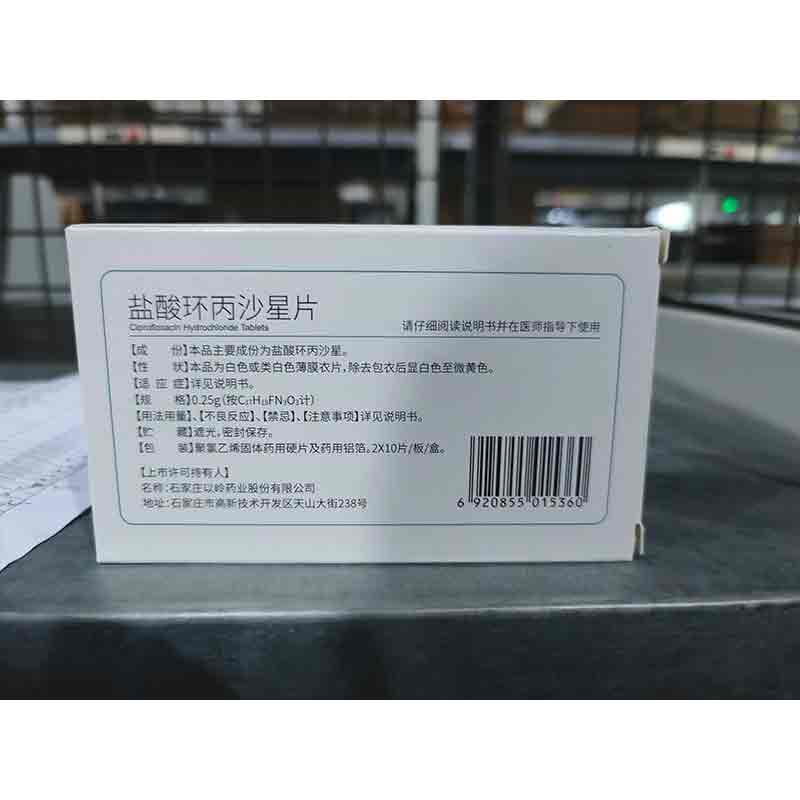 盐酸环丙沙星片
Ciprofloxacin Hydrochloride Tablets
请仔细阅读说明书并在医师指导下使用
【成 份】本品主要成份为盐酸环丙沙星。
【性 状】本品为白色或类白色薄膜衣片，除去包衣后显白色至微黄色。
【适应症】详见说明书。
【规 格】0.25g（按C₁₇H₁₈FN₃O₃计）
【用法用量】、【不良反应】、【禁忌】、【注意事项】详见说明书。
【贮 藏】遮光，密封保存。
【包 装】聚氯乙烯固体药用硬片及药用铝箔。2X10片/板/盒。
【上市许可持有人】
名称：石家庄以岭药业股份有限公司
地址：石家庄市高新技术开发区天山大街238号
6 920855 015360